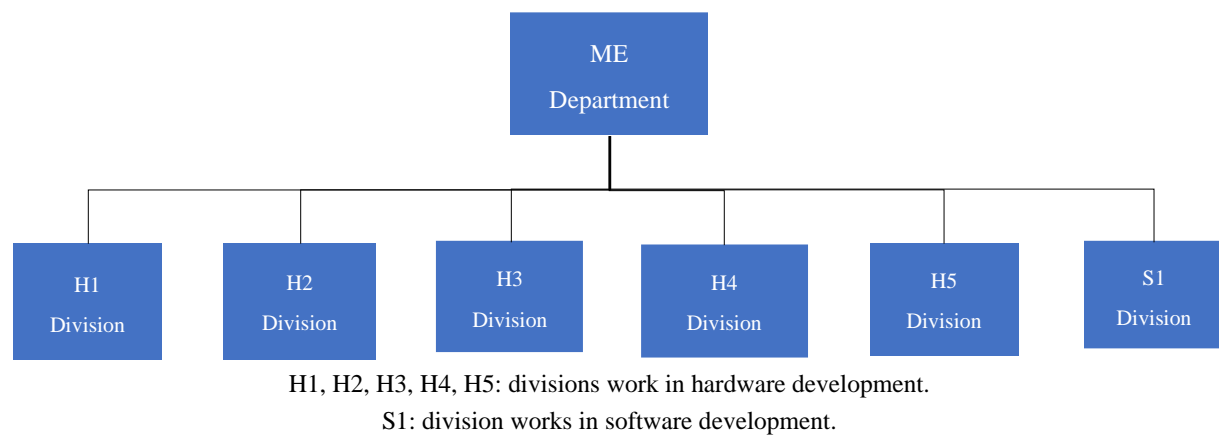 ME
Department
H1
Division
H2
Division
H3
Division
H4
Division
H5
Division
S1
Division
H1, H2, H3, H4, H5: divisions work in hardware development.
S1: division works in software development.